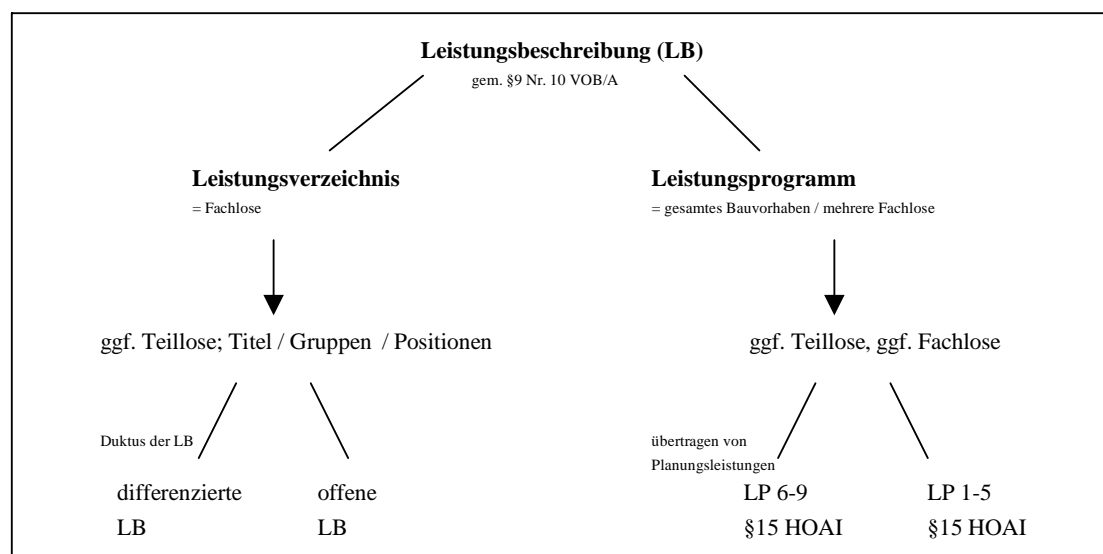 Leistungsbeschreibung (LB)
gem. §9 Nr. 10 VOB/A
Leistungsverzeichnis
= Fachlose
Leistungsprogramm
= gesamtes Bauvorhaben / mehrere Fachlose
ggf. Teillose; Titel / Gruppen / Positionen
ggf. Teillose, ggf. Fachlose
Duktus der LB
differenzierte
LB
offene
LB
übertragen von
Planungsleistungen
LP 6-9
§15 HOAI
LP 1-5
§15 HOAI